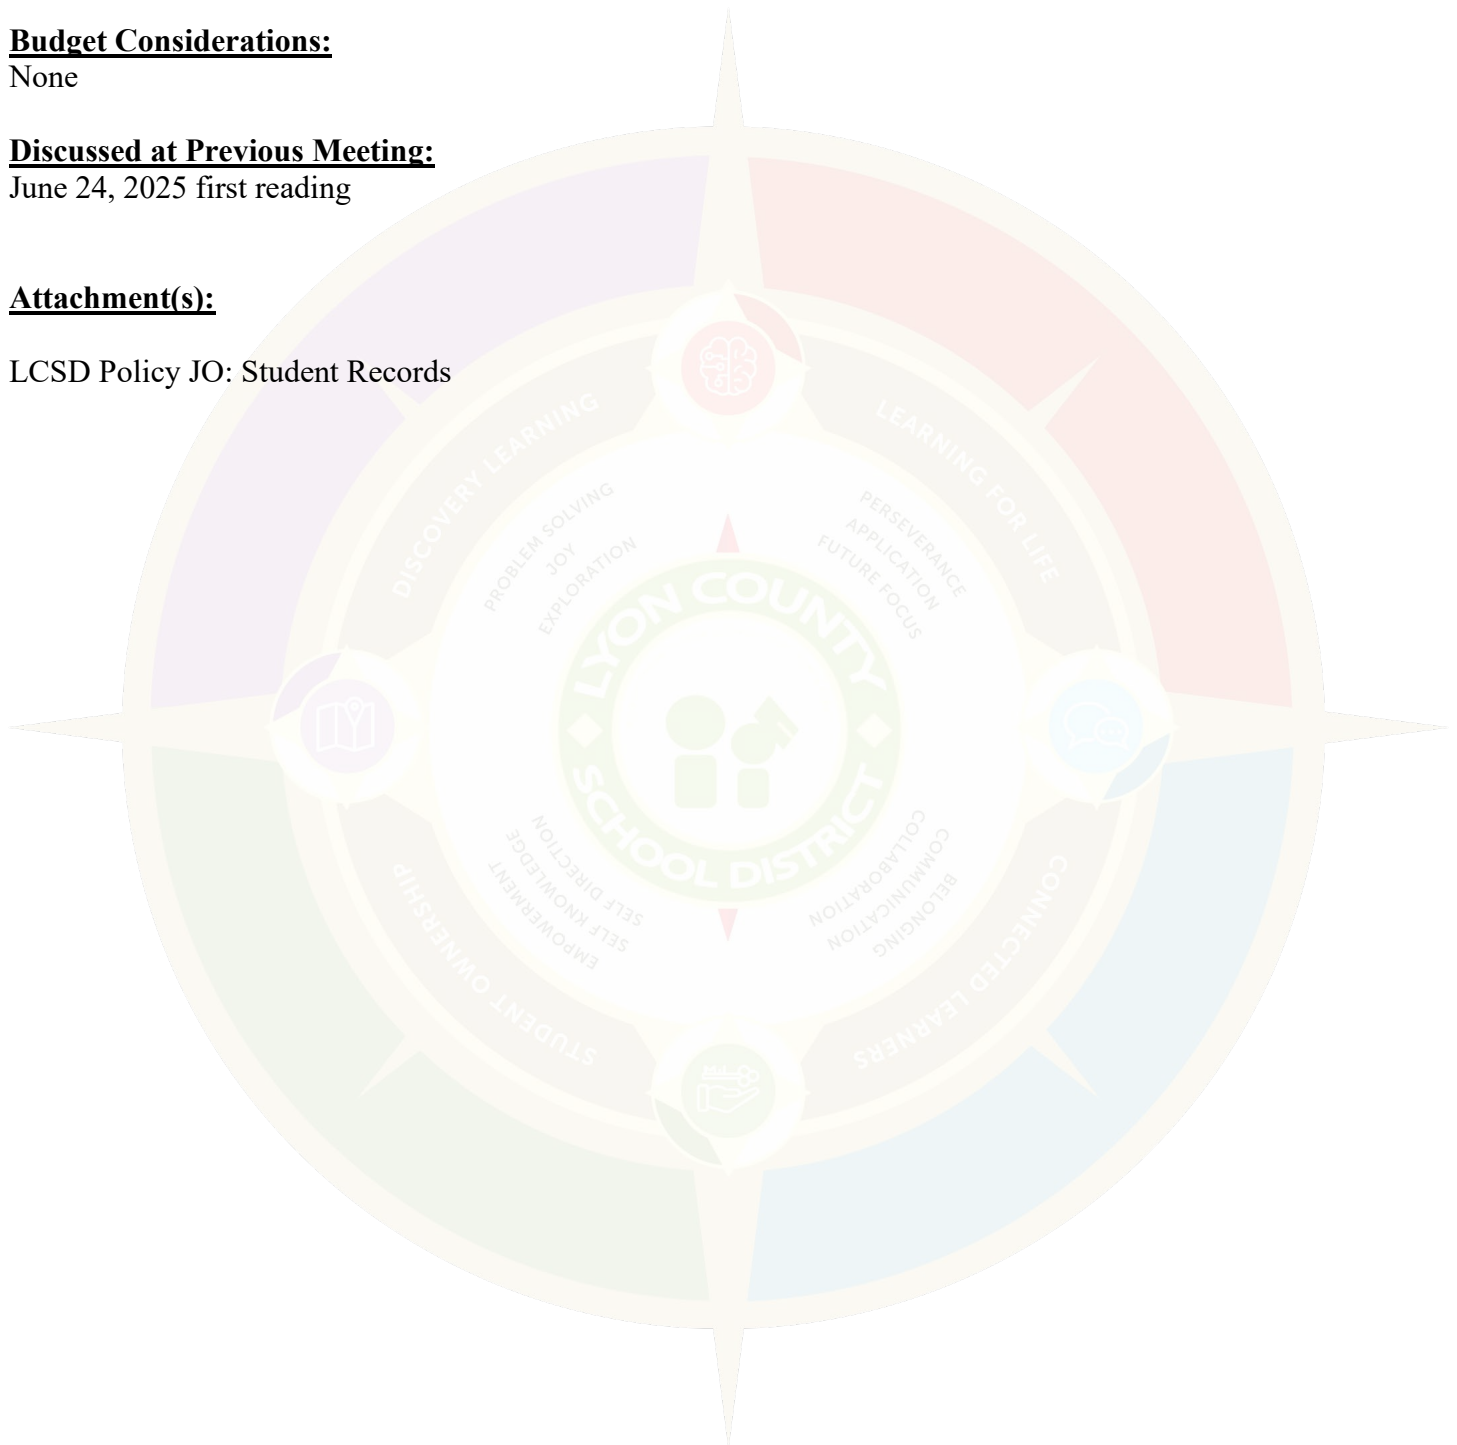 Budget Considerations:
None
Discussed at Previous Meeting:
June 24, 2025 first reading
Attachment(s):
LCSD Policy JO: Student Records
DISCOVERY LEARNING
LEARNING FOR LIFE
PROBLEM SOLVING
JOY
EXPLORATION
PERSEVERANCE
APPLICATION
FUTURE FOCUS
LYON COUNTY
SCHOOL DISTRICT
SELF DIRECTION
SELF KNOWLEDGE
EMPOWERMENT
COLLABORATION
COMMUNICATION
BELONGING
STUDENT OWNERSHIP
CONNECTED LEARNERS